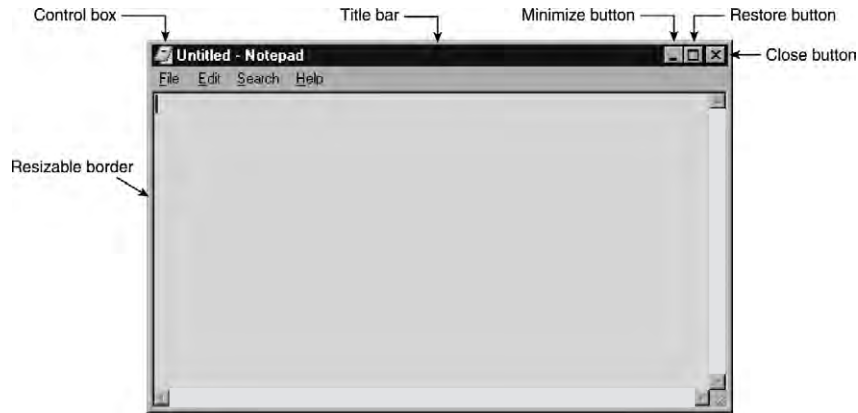 Control box Title bar Minimize button Restore button
Untitled - Notepad Close button
File Edit Search Help
Resizable border